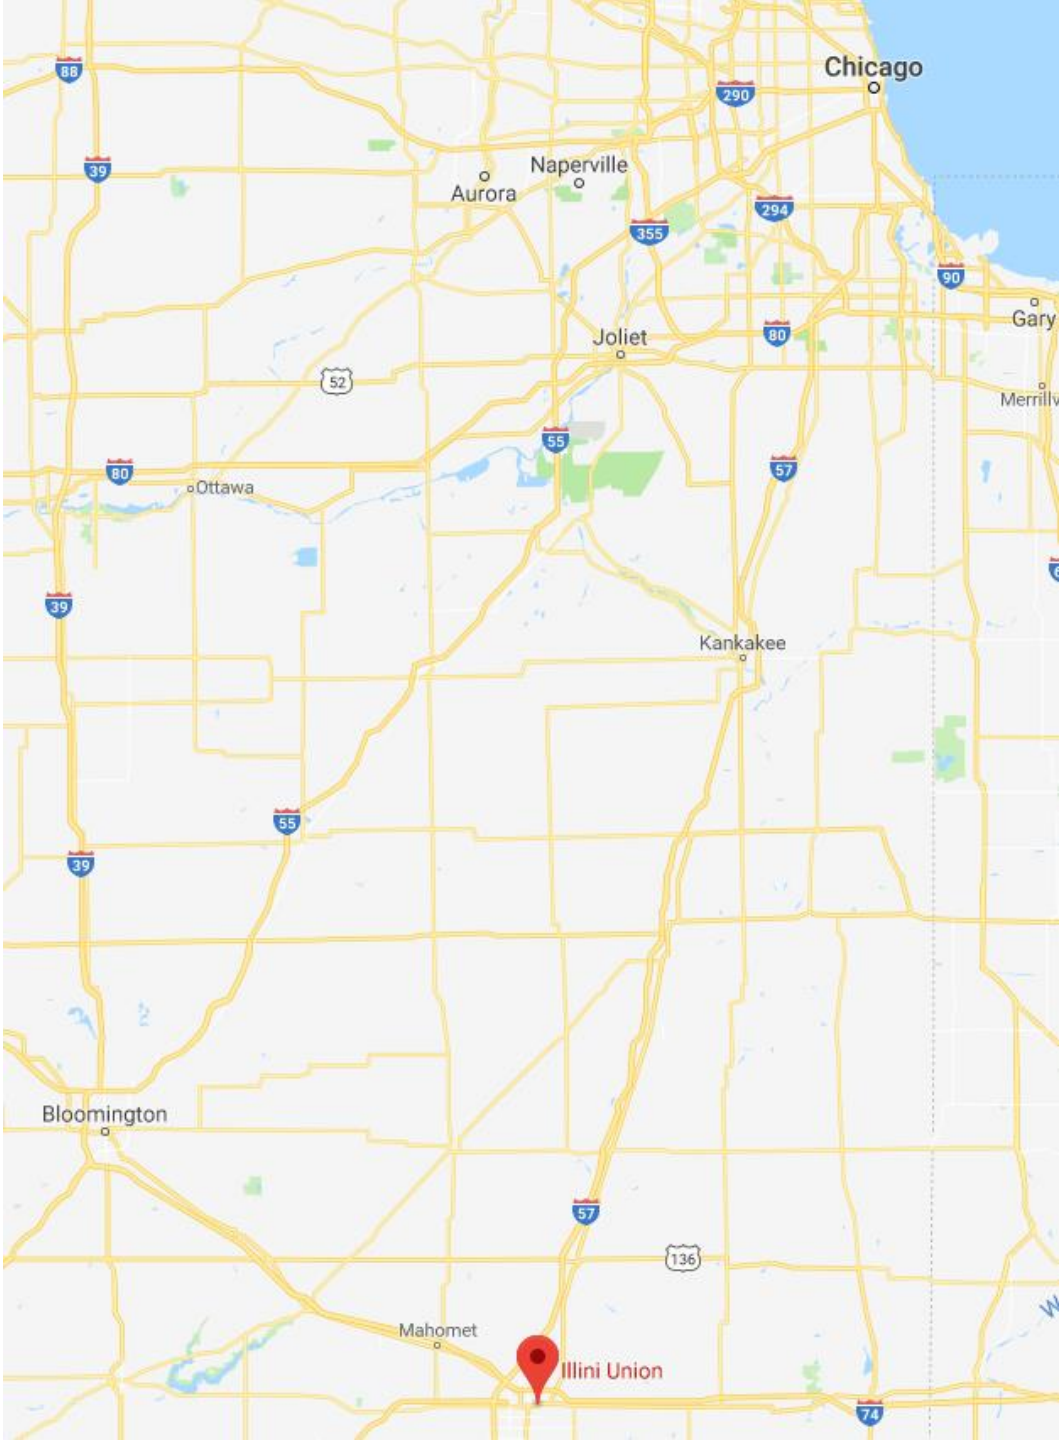 88
Chicago
290
39
Naperville
Aurora
294
355
90
Gary
80
Joliet
52
Merrillv
55
57
80
Ottawa
6
39
Kankakee
55
39
Bloomington
57
136
W
Mahomet
Illini Union
74